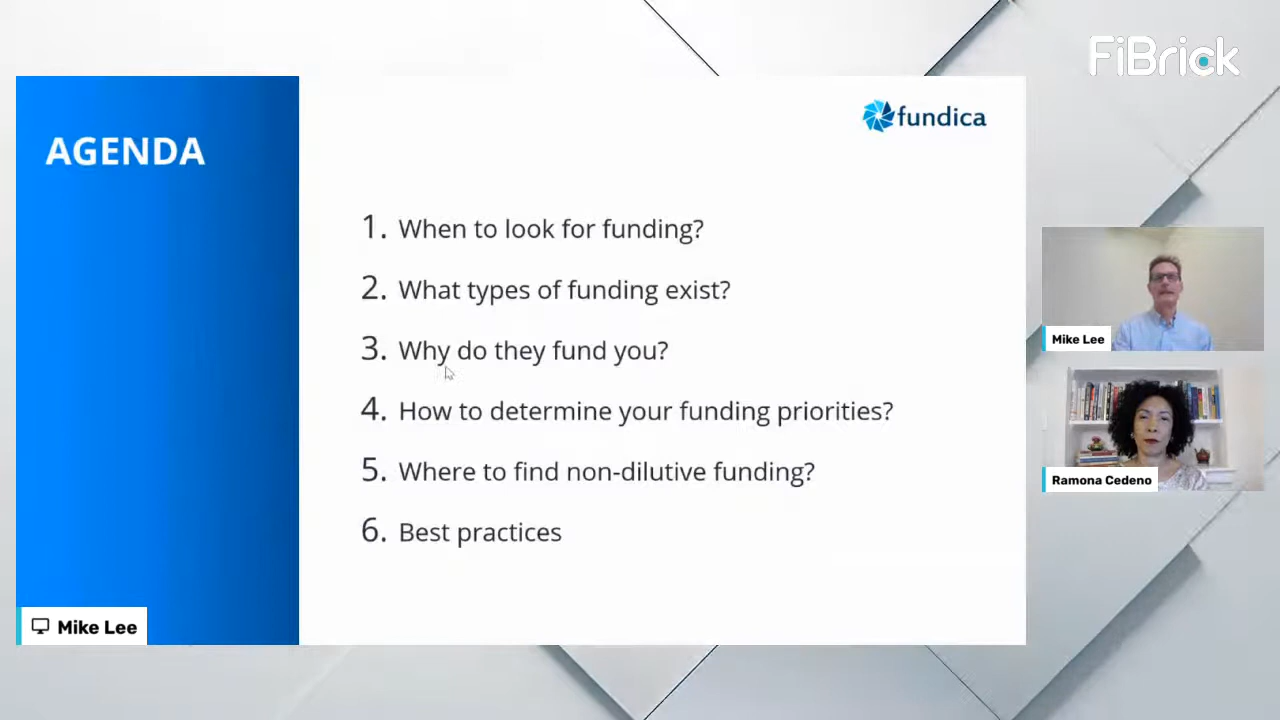 FiBrick
AGENDA
fundica
1. When to look for funding?
2. What types of funding exist?
3. Why do they fund you?
4. How to determine your funding priorities?
5. Where to find non-dilutive funding?
6. Best practices
Mike Lee
Ramona Cedeno
Mike Lee